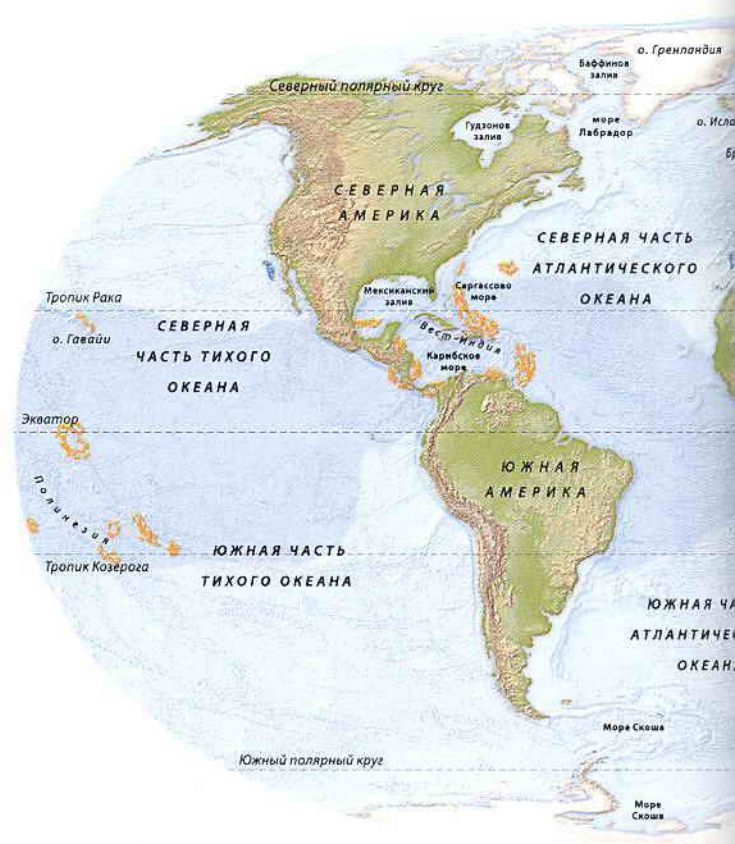 о. Гренландия
Баффинов
залив
Северный полярный круг
Гудзонов
залив
море
Лабрадор
о. Исла
бр
СЕВЕРНАЯ
АМЕРИКА
СЕВЕРНАЯ ЧАСТЬ
АТЛАНТИЧЕСКОГО
ОКЕАНА
Мексиканский
залив
Саргассово
море
Тропик Рака
о. Гавайи
СЕВЕРНАЯ
ЧАСТЬ ТИХОГО
ОКЕАНА
Вест-Индия
Карибское
море
Экватор
ЮЖНАЯ
АМЕРИКА
Полинезия
Тропик Козерога
ЮЖНАЯ ЧАСТЬ
ТИХОГО ОКЕАНА
ЮЖНАЯ ЧА
АТЛАНТИЧЕС
ОКЕАН
Море Скоша
Южный полярный круг
Море
Скоша